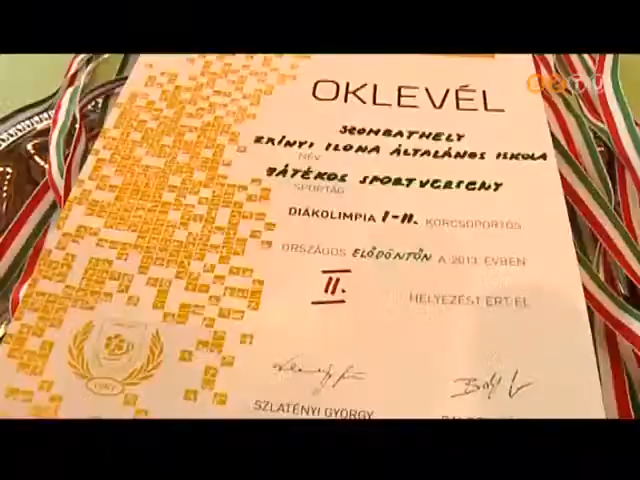 OKLEVÉL
SZOMBATHELY
ZRÍNYI ILONA ÁLTALÁNOS ISKOLA
NÉV
JÁTÉKOS SPORTVERSENY
SPORTÁG
DIÁKOLIMPIA I-II. KORCSOPORTOS
ORSZÁGOS ELŐDÖNTŐN A 2013. ÉVBEN
II. HELYEZÉST ÉRT EL
SZLATÉNYI GYÖRGY